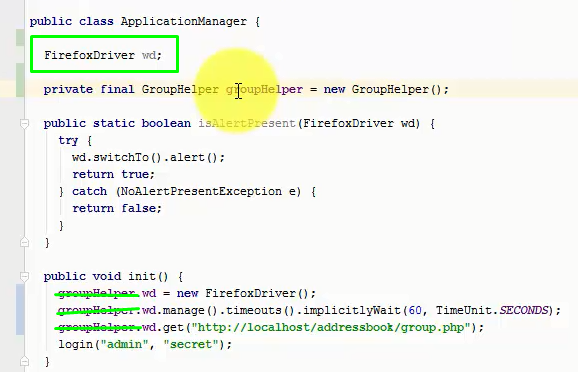 public class ApplicationManager {
FirefoxDriver wd;
private final GroupHelper groupHelper = new GroupHelper();
public static boolean isAlertPresent(FirefoxDriver wd) {
try {
wd.switchTo().alert();
return true;
} catch (NoAlertPresentException e) {
return false;
}
}
public void init() {
groupHelper.wd = new FirefoxDriver();
groupHelper.wd.manage().timeouts().implicitlyWait(60, TimeUnit.SECONDS);
groupHelper.wd.get("http://localhost/addressbook/group.php");
login("admin", "secret");
}